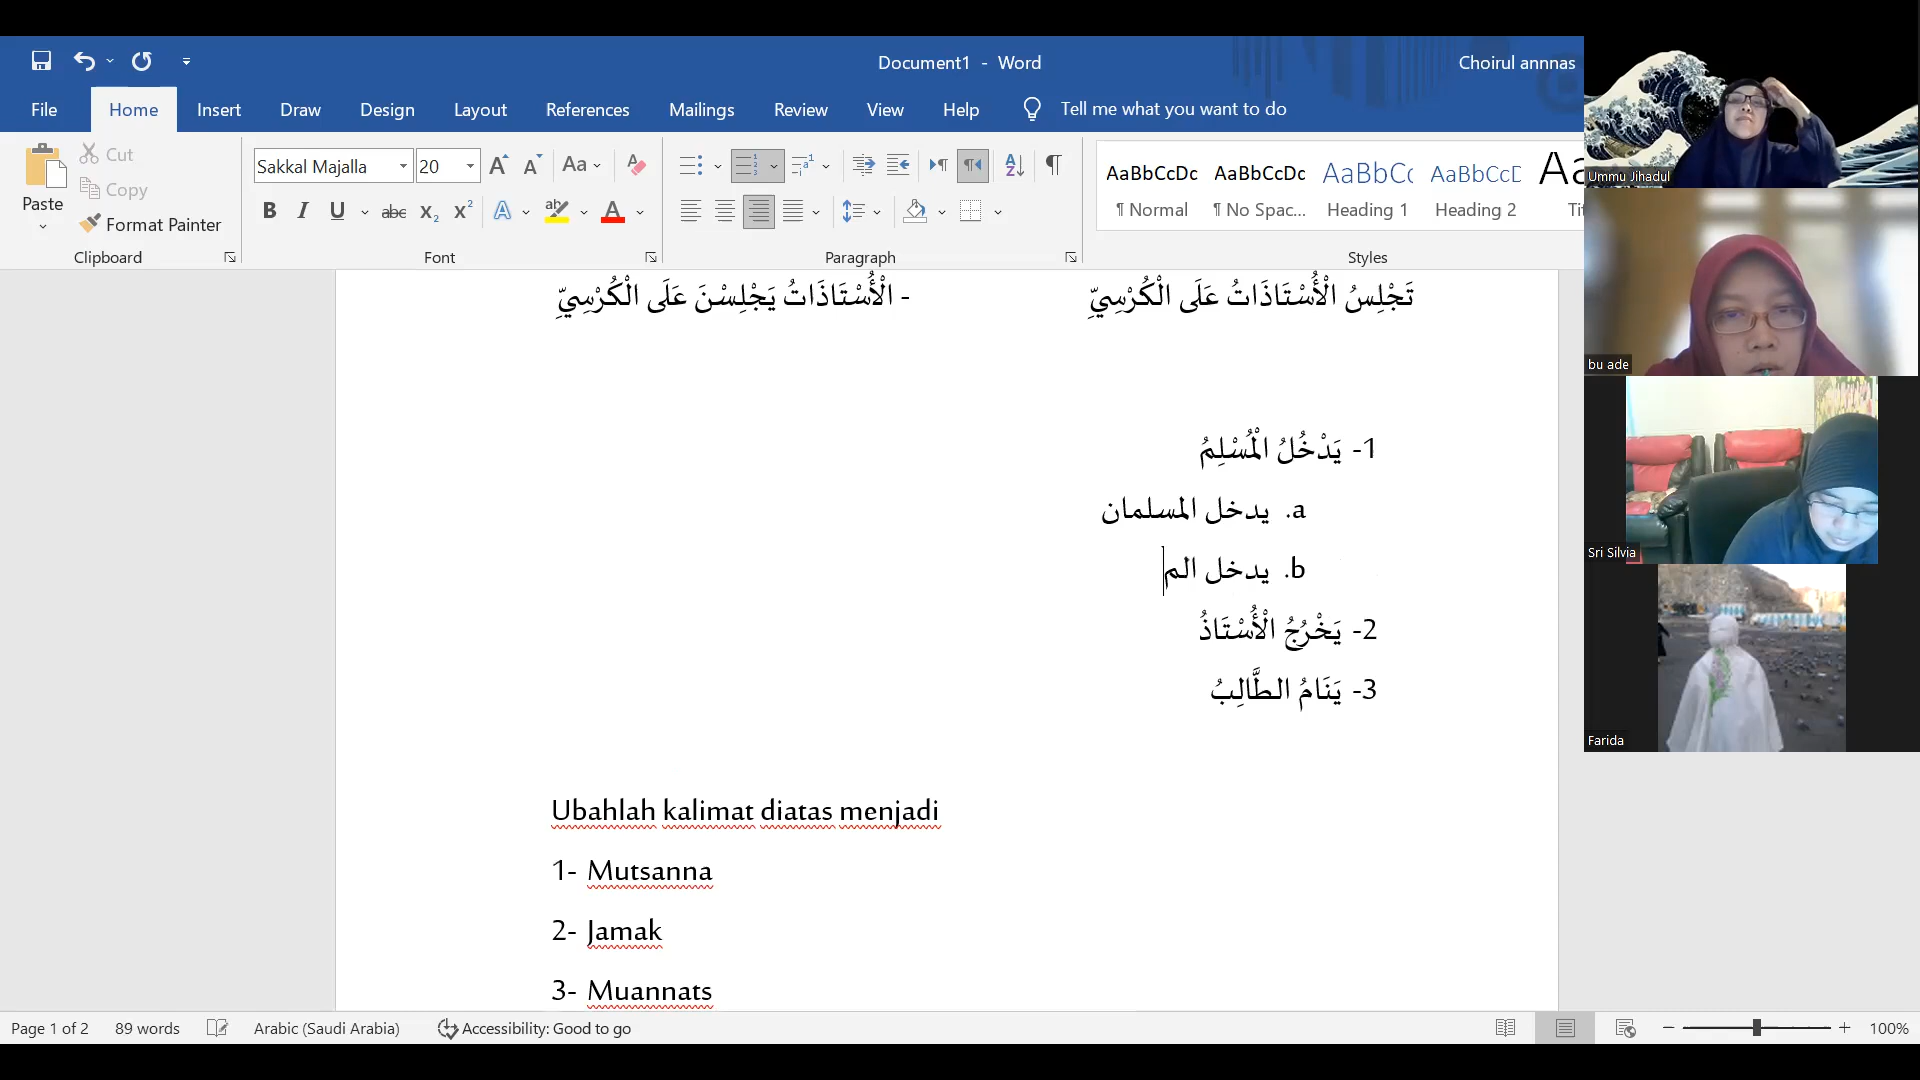 Document1 - Word
Choirul annnas
File Home Insert Draw Design Layout References Mailings Review View Help Tell me what you want to do
Paste
Cut
Copy
Format Painter
Clipboard
Sakkal Majalla 20
Font
Paragraph
AaBbCcDc AaBbCcDc AaBbCc AaBbCcD Aa
¶ Normal ¶ No Spac... Heading 1 Heading 2 Tit
Styles
تَجْلِسُ الْأُسْتَاذَاتُ عَلَى الْكُرْسِيِّ - الْأُسْتَاذَاتُ يَجْلِسْنَ عَلَى الْكُرْسِيِّ
1- يَدْخُلُ الْمُسْلِمُ
a. يدخل المسلمان
b. يدخل الم
2- يَخْرُجُ الْأُسْتَاذُ
3- يَنَامُ الطَّالِبُ
Ubahlah kalimat diatas menjadi
1- Mutsanna
2- Jamak
3- Muannats
Page 1 of 2 89 words Arabic (Saudi Arabia) Accessibility: Good to go 100%
Ummu Jihadul
bu ade
Sri Silvia
Farida